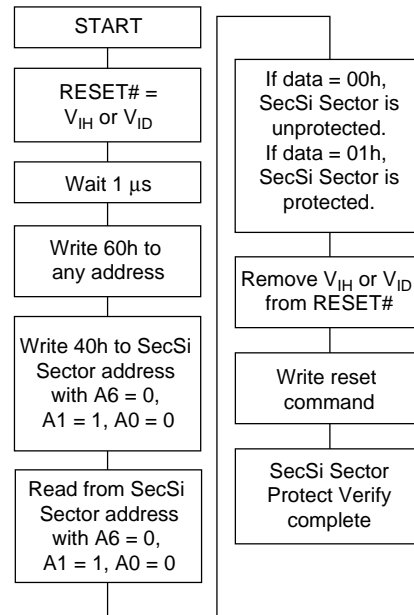 START
RESET# =
VIH or VID
Wait 1 μs
Write 60h to
any address
Write 40h to SecSi
Sector address
with A6 = 0,
A1 = 1, A0 = 0
Read from SecSi
Sector address
with A6 = 0,
A1 = 1, A0 = 0
If data = 00h,
SecSi Sector is
unprotected.
If data = 01h,
SecSi Sector is
protected.
Remove VIH or VID
from RESET#
Write reset
command
SecSi Sector
Protect Verify
complete